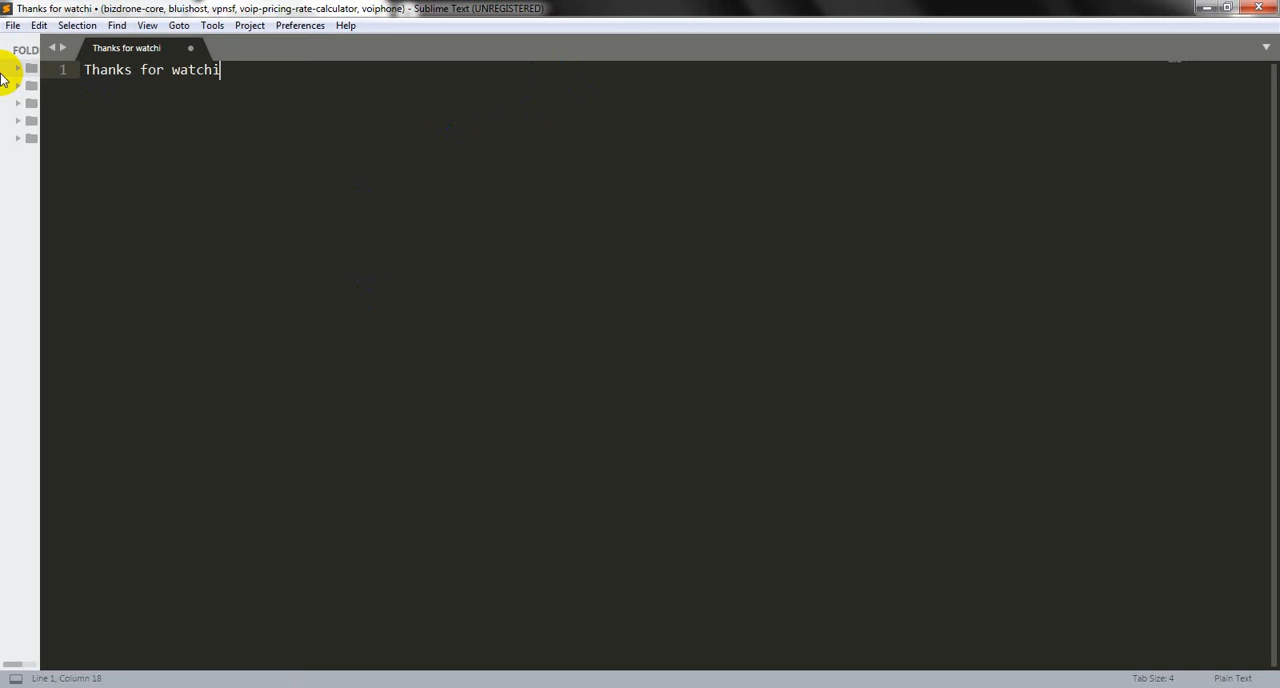 Thanks for watchi • (bizdrone-core, bluishost, vpnsf, voip-pricing-rate-calculator, voiphone) - Sublime Text (UNREGISTERED)
File Edit Selection Find View Goto Tools Project Preferences Help
FOLD
Thanks for watchi
1 Thanks for watchi
Line 1, Column 18
Tab Size: 4
Plain Text